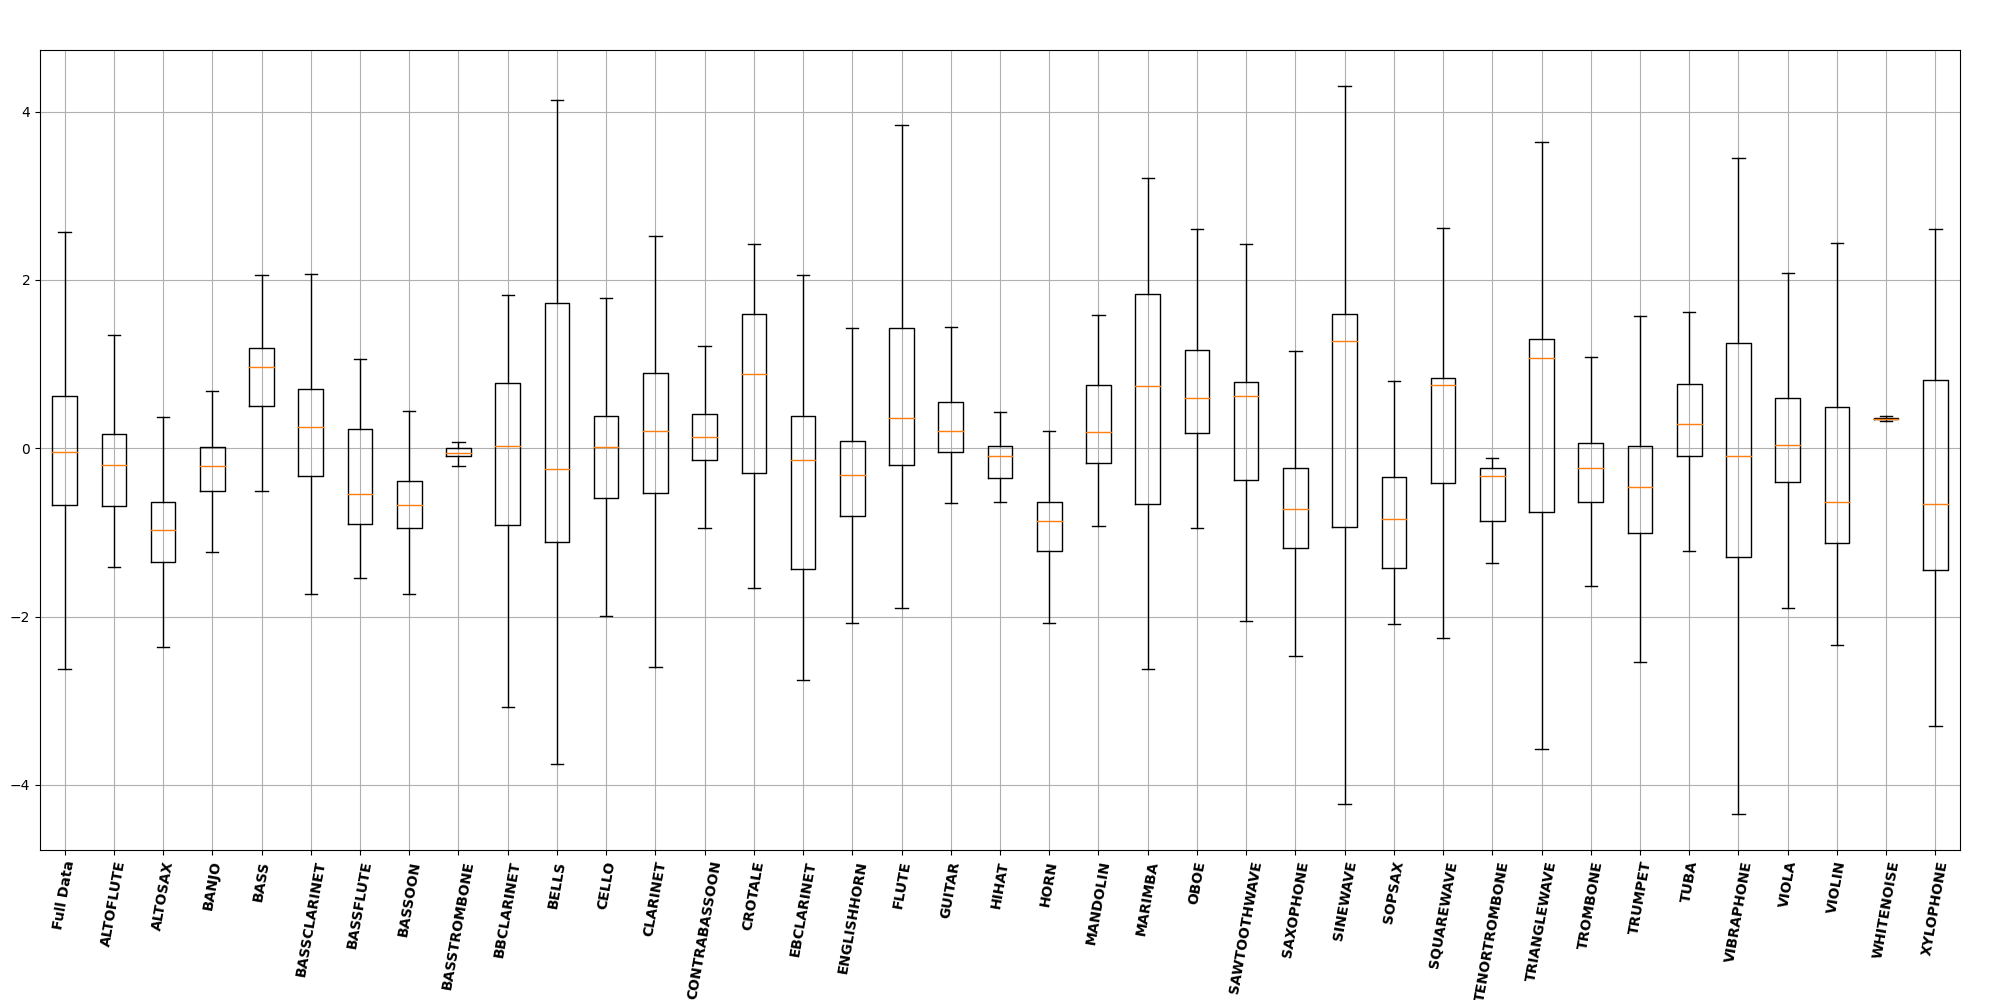 4
2
0
−2
−4
Full Data
ALTOFLUTE
ALTOSAX
BANJO
BASS
BASSCLARINET
BASSFLUTE
BASSOON
BASSTROMBONE
BBCLARINET
BELLS
CELLO
CLARINET
CONTRABASSOON
CROTALE
EBCLARINET
ENGLISHHORN
FLUTE
GUITAR
HIHAT
HORN
MANDOLIN
MARIMBA
OBOE
SAWTOOTHWAVE
SAXOPHONE
SINEWAVE
SOPSAX
SQUAREWAVE
TENORTROMBONE
TRIANGLEWAVE
TROMBONE
TRUMPET
TUBA
VIBRAPHONE
VIOLA
VIOLIN
WHITENOISE
XYLOPHONE